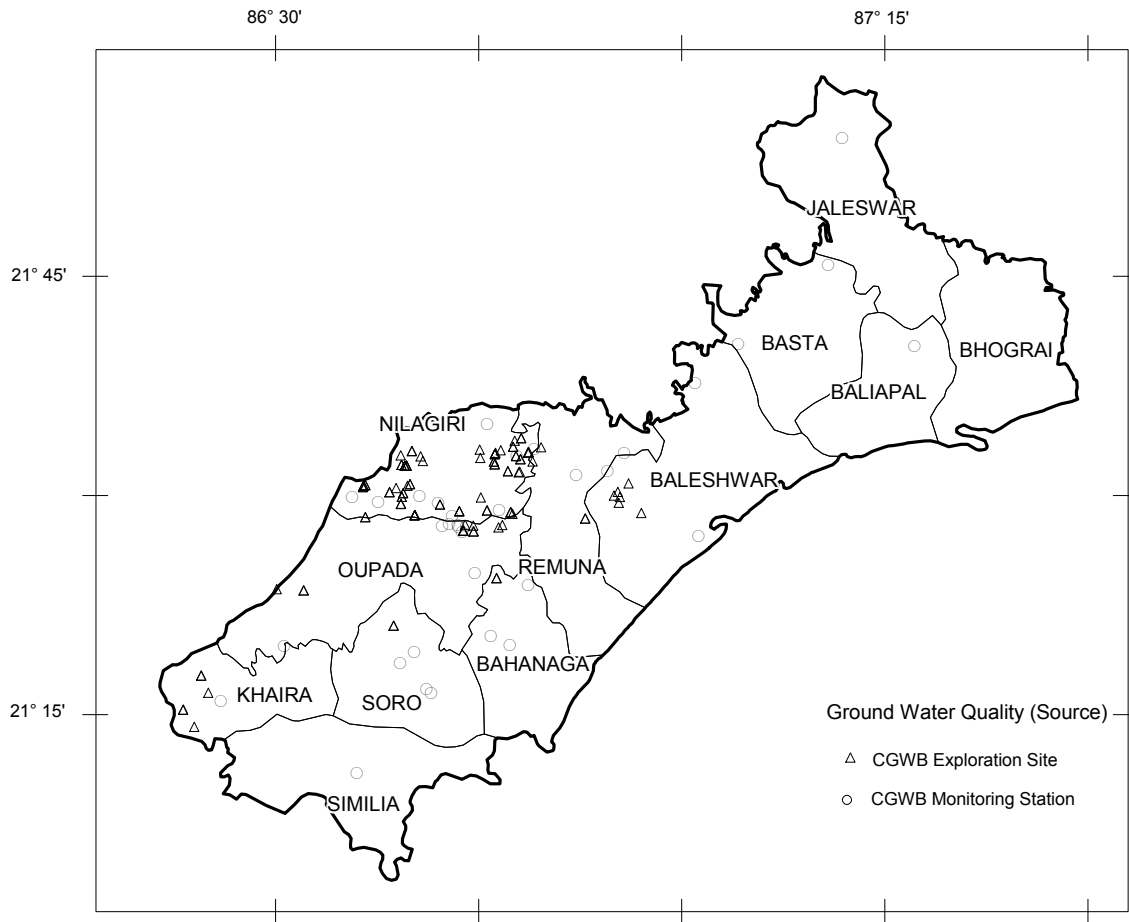 86° 30'
87° 15'
JALESWAR
21° 45'
BASTA
BHOGRAI
BALIAPAL
NILAGIRI
BALESHWAR
OUPADA
REMUNA
BAHANAGA
KHAIRA
SORO
21° 15'
Ground Water Quality (Source)
CGWB Exploration Site
CGWB Monitoring Station
SIMILIA